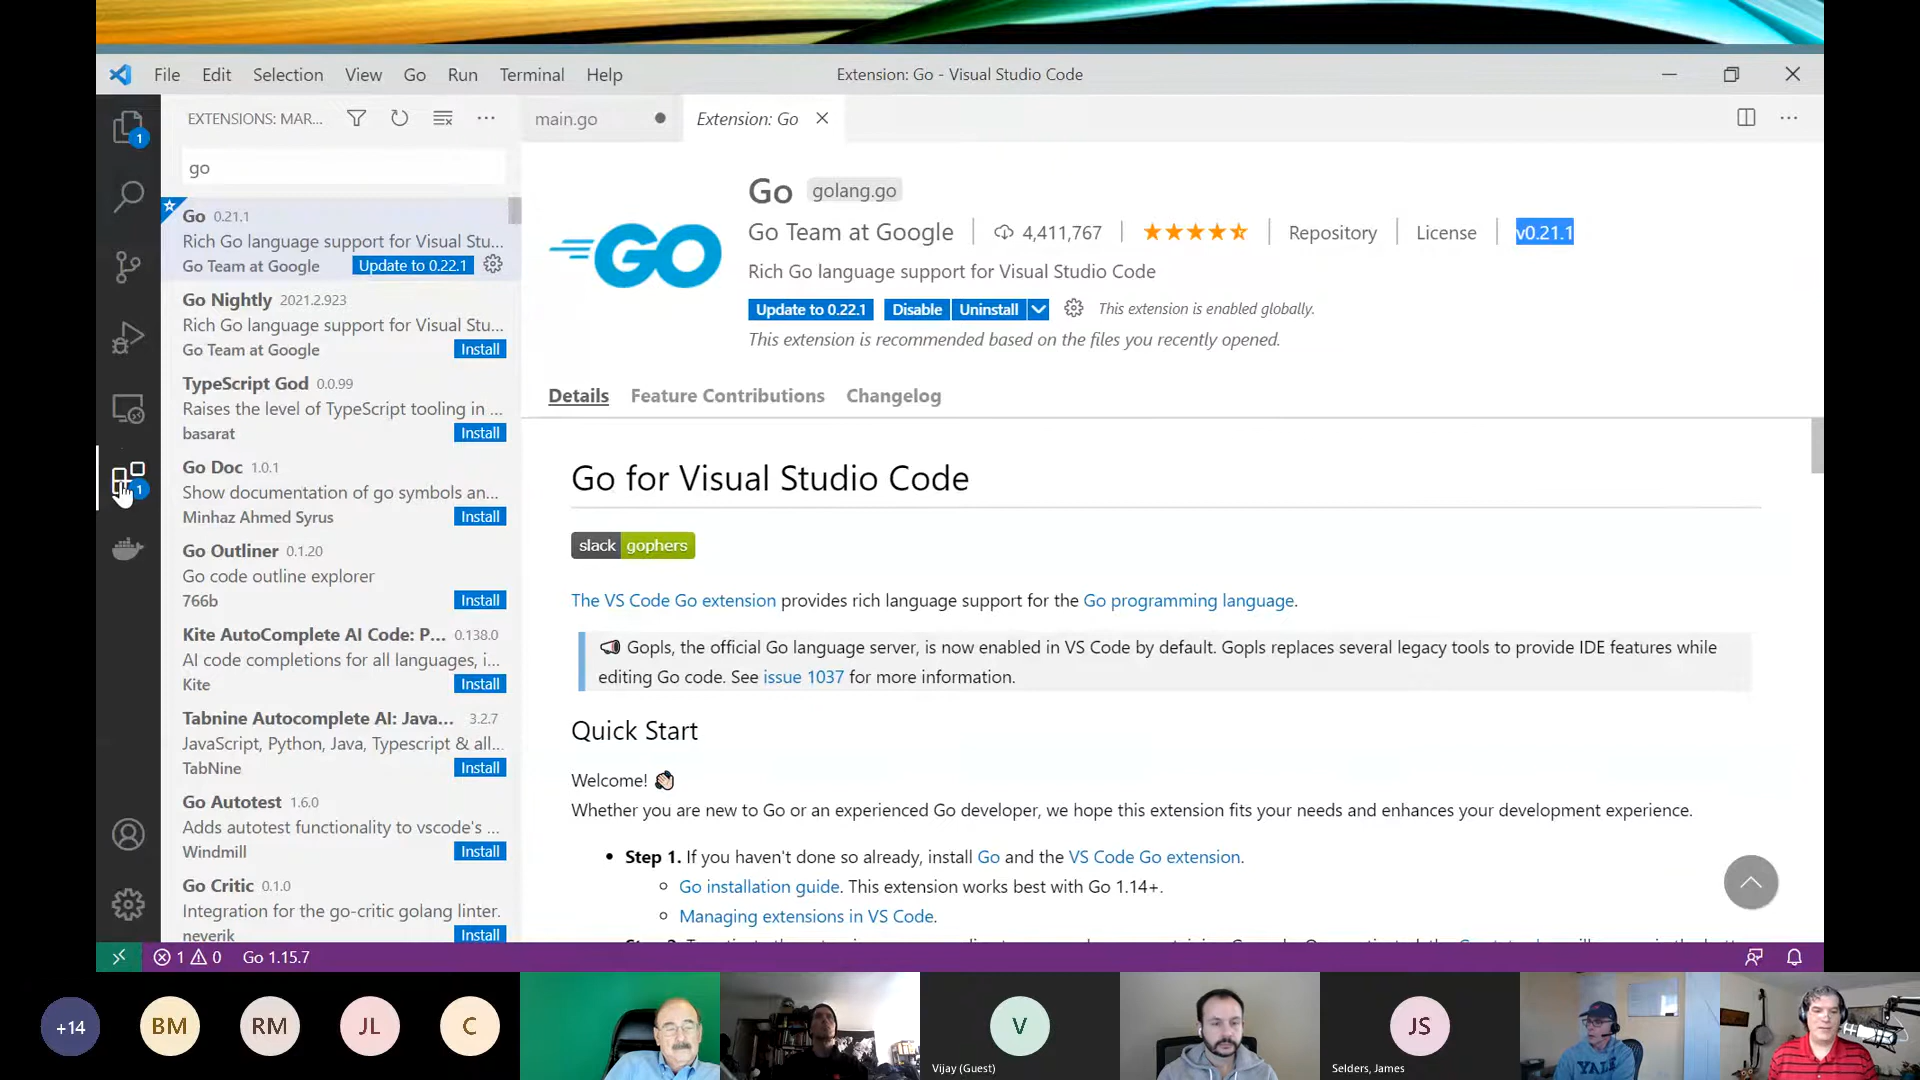 File Edit Selection View Go Run Terminal Help
Extension: Go - Visual Studio Code
EXTENSIONS: MAR...
main.go
Extension: Go
1
go
Go 0.21.1
Rich Go language support for Visual Stu...
Go Team at Google Update to 0.22.1
Go Nightly 2021.2.923
Rich Go language support for Visual Stu...
Go Team at Google Install
TypeScript God 0.0.99
Raises the level of TypeScript tooling in ...
basarat Install
Go Doc 1.0.1
Show documentation of go symbols an...
Minhaz Ahmed Syrus Install
1
Go Outliner 0.1.20
Go code outline explorer
766b Install
Kite AutoComplete AI Code: P... 0.138.0
AI code completions for all languages, i...
Kite Install
Tabnine Autocomplete AI: Java... 3.2.7
JavaScript, Python, Java, Typescript & all...
TabNine Install
Go Autotest 1.6.0
Adds autotest functionality to vscode's ...
Windmill Install
Go Critic 0.1.0
Integration for the go-critic golang linter.
neverik Install
GO
Go golang.go
Go Team at Google 4,411,767 Repository License v0.21.1
Rich Go language support for Visual Studio Code
Update to 0.22.1 Disable Uninstall This extension is enabled globally.
This extension is recommended based on the files you recently opened.
Details Feature Contributions Changelog
Go for Visual Studio Code
slack gophers
The VS Code Go extension provides rich language support for the Go programming language.
Gopls, the official Go language server, is now enabled in VS Code by default. Gopls replaces several legacy tools to provide IDE features while
editing Go code. See issue 1037 for more information.
Quick Start
Welcome!
Whether you are new to Go or an experienced Go developer, we hope this extension fits your needs and enhances your development experience.
Step 1. If you haven't done so already, install Go and the VS Code Go extension.
Go installation guide. This extension works best with Go 1.14+.
Managing extensions in VS Code.
1 0 Go 1.15.7
+14
BM
RM
JL
C
V
Vijay (Guest)
JS
Selders, James
YALE